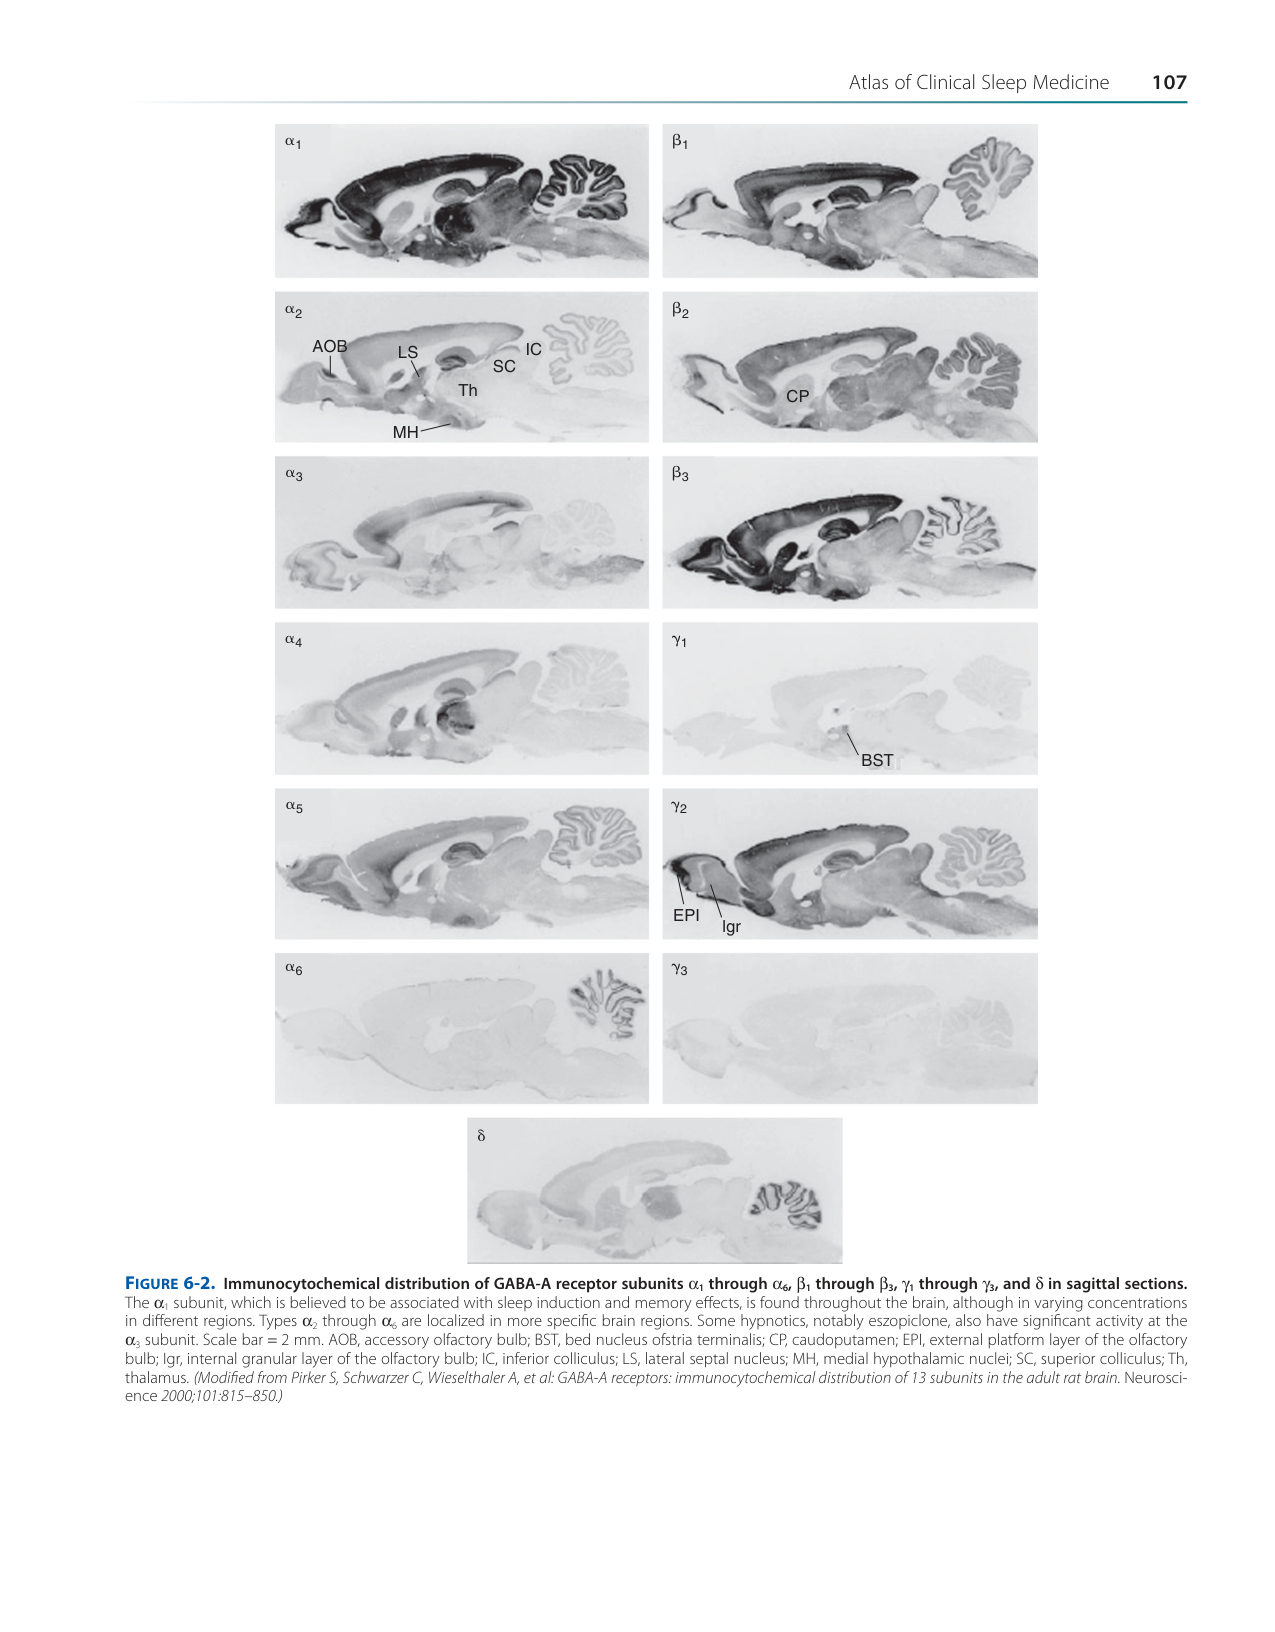 Atlas of Clinical Sleep Medicine 107
α1
β1
α2
AOB
LS
IC
SC
Th
MH
β2
CP
α3
β3
α4
γ1
BST
α5
γ2
EPI
Igr
α6
γ3
δ
FIGURE 6-2. Immunocytochemical distribution of GABA-A receptor subunits α1 through α6, β1 through β3, γ1 through γ3, and δ in sagittal sections.
The α1 subunit, which is believed to be associated with sleep induction and memory effects, is found throughout the brain, although in varying concentrations
in different regions. Types α2 through α6 are localized in more specific brain regions. Some hypnotics, notably eszopiclone, also have significant activity at the
α3 subunit. Scale bar = 2 mm. AOB, accessory olfactory bulb; BST, bed nucleus ofstria terminalis; CP, caudoputamen; EPI, external platform layer of the olfactory
bulb; Igr, internal granular layer of the olfactory bulb; IC, inferior colliculus; LS, lateral septal nucleus; MH, medial hypothalamic nuclei; SC, superior colliculus; Th,
thalamus. (Modified from Pirker S, Schwarzer C, Wieselthaler A, et al: GABA-A receptors: immunocytochemical distribution of 13 subunits in the adult rat brain. Neurosci-
ence 2000;101:815–850.)